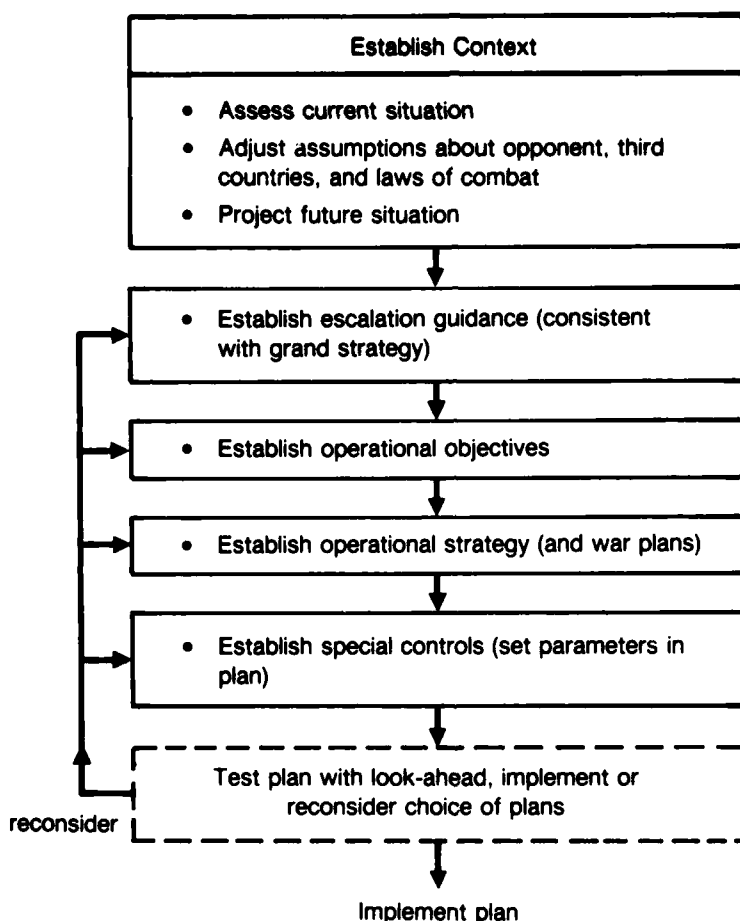 Establish Context
• Assess current situation
• Adjust assumptions about opponent, third
countries, and laws of combat
• Project future situation
• Establish escalation guidance (consistent
with grand strategy)
• Establish operational objectives
• Establish operational strategy (and war plans)
• Establish special controls (set parameters in
plan)
Test plan with look-ahead, implement or
reconsider choice of plans
reconsider
Implement plan